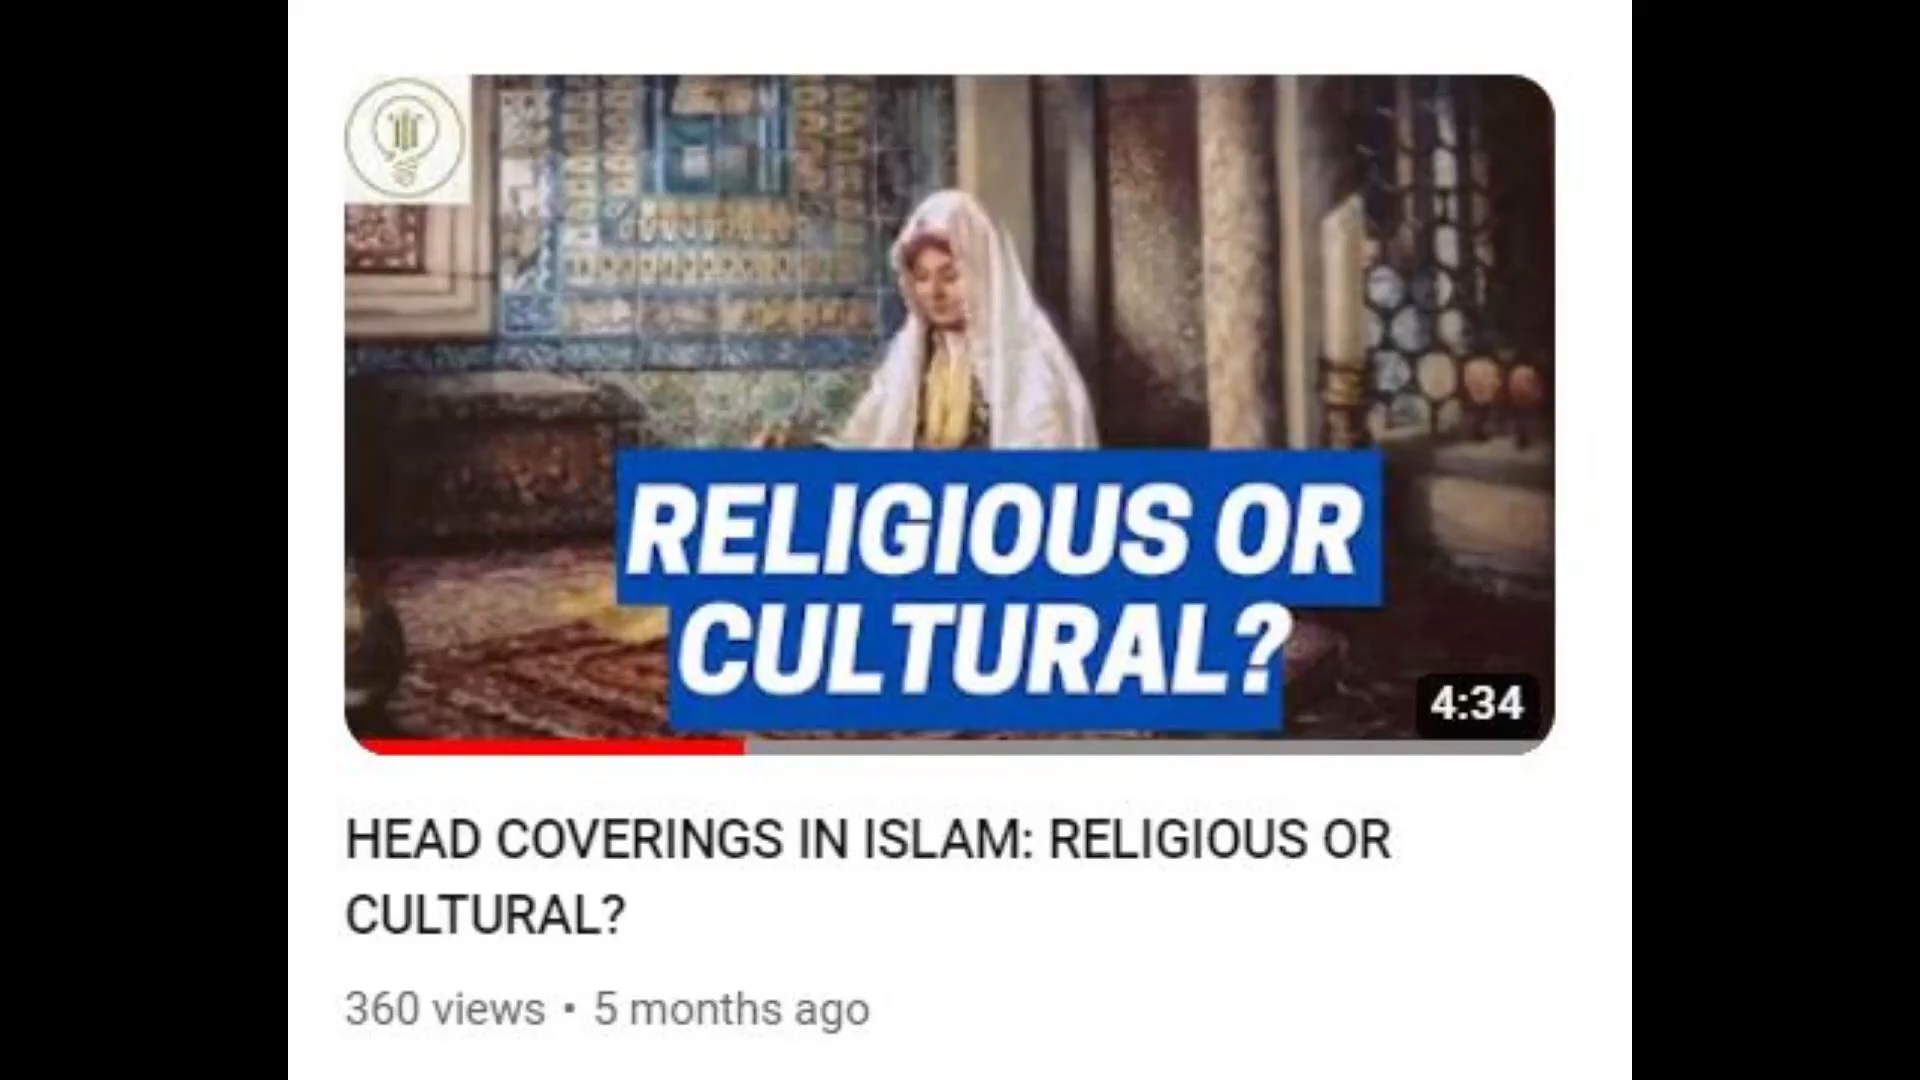 RELIGIOUS OR
CULTURAL?
4:34
HEAD COVERINGS IN ISLAM: RELIGIOUS OR
CULTURAL?
360 views • 5 months ago